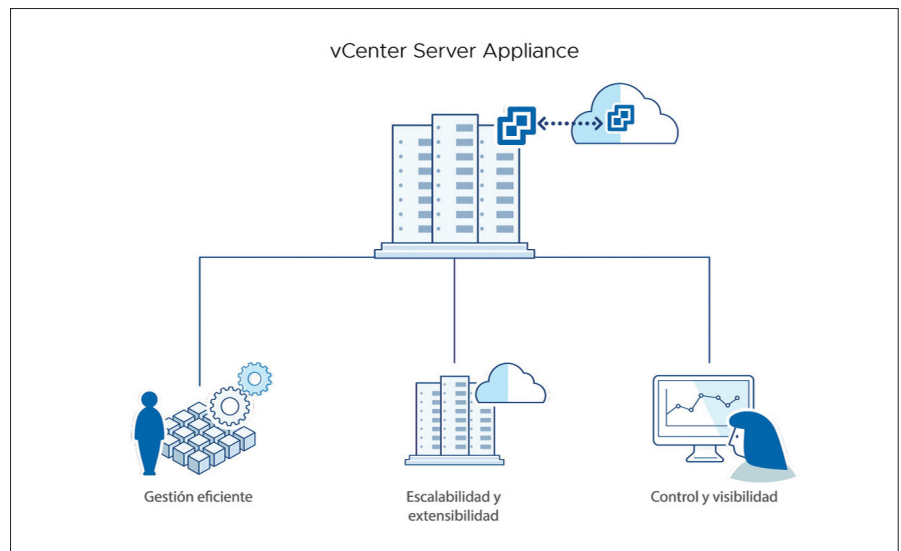 vCenter Server Appliance
Gestión eficiente
Escalabilidad y
extensibilidad
Control y visibilidad